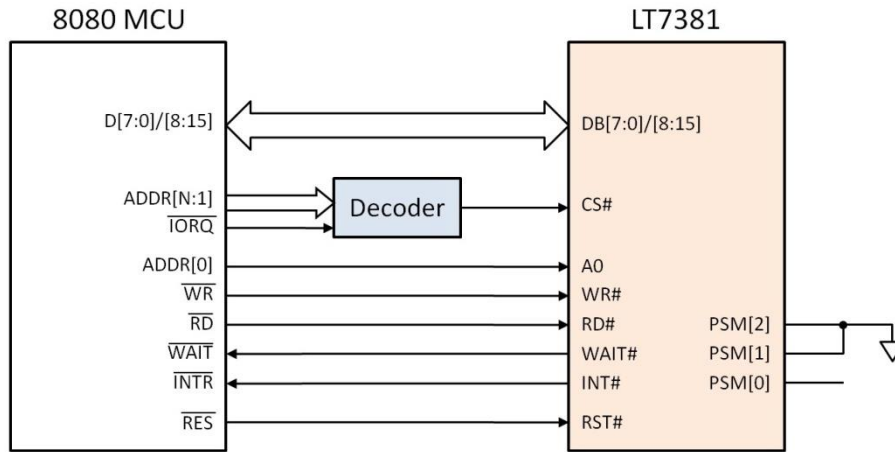 8080 MCU LT7381
D[7:0]/[8:15] DB[7:0]/[8:15]
ADDR[N:1] Decoder CS#
IORQ
ADDR[0] A0
WR WR#
RD RD# PSM[2]
WAIT WAIT# PSM[1]
INTR INT# PSM[0]
RES RST#